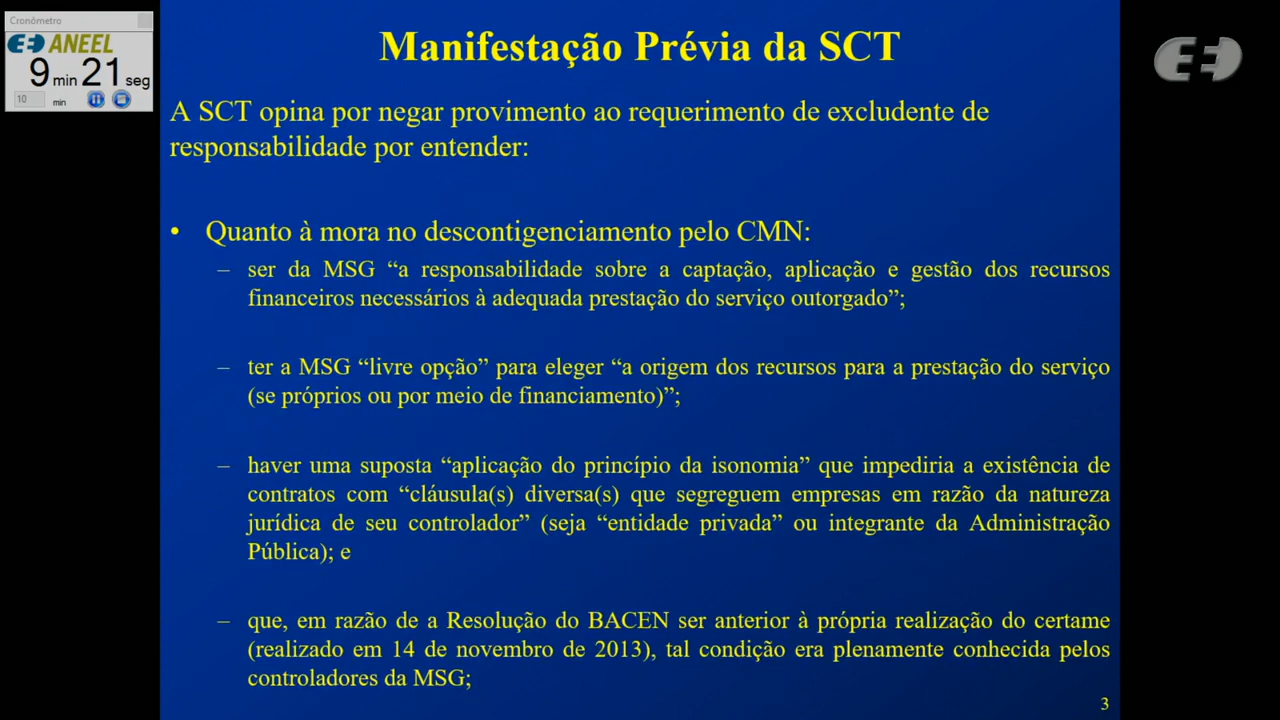 Cronômetro
ANEEL
9 min 21 seg
10 min
Manifestação Prévia da SCT
A SCT opina por negar provimento ao requerimento de excludente de
responsabilidade por entender:
• Quanto à mora no descontigenciamento pelo CMN:
– ser da MSG “a responsabilidade sobre a captação, aplicação e gestão dos recursos
financeiros necessários à adequada prestação do serviço outorgado”;
– ter a MSG “livre opção” para eleger “a origem dos recursos para a prestação do serviço
(se próprios ou por meio de financiamento)”;
– haver uma suposta “aplicação do princípio da isonomia” que impediria a existência de
contratos com “cláusula(s) diversa(s) que segreguem empresas em razão da natureza
jurídica de seu controlador” (seja “entidade privada” ou integrante da Administração
Pública); e
– que, em razão de a Resolução do BACEN ser anterior à própria realização do certame
(realizado em 14 de novembro de 2013), tal condição era plenamente conhecida pelos
controladores da MSG;
3